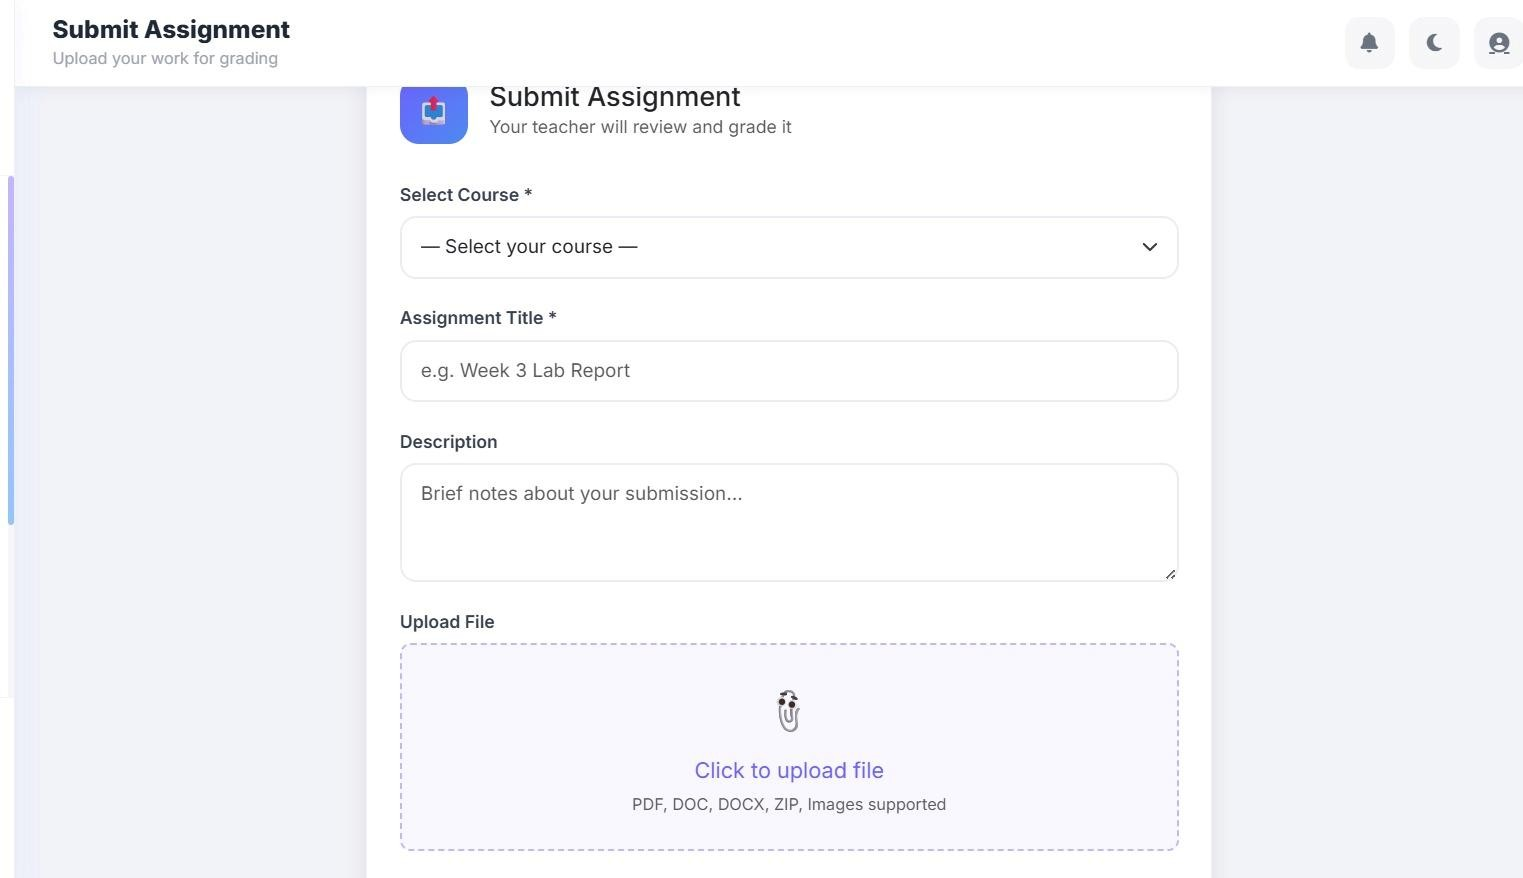 Submit Assignment
Upload your work for grading
Submit Assignment
Your teacher will review and grade it
Select Course *
— Select your course —
Assignment Title *
e.g. Week 3 Lab Report
Description
Brief notes about your submission...
Upload File
Click to upload file
PDF, DOC, DOCX, ZIP, Images supported